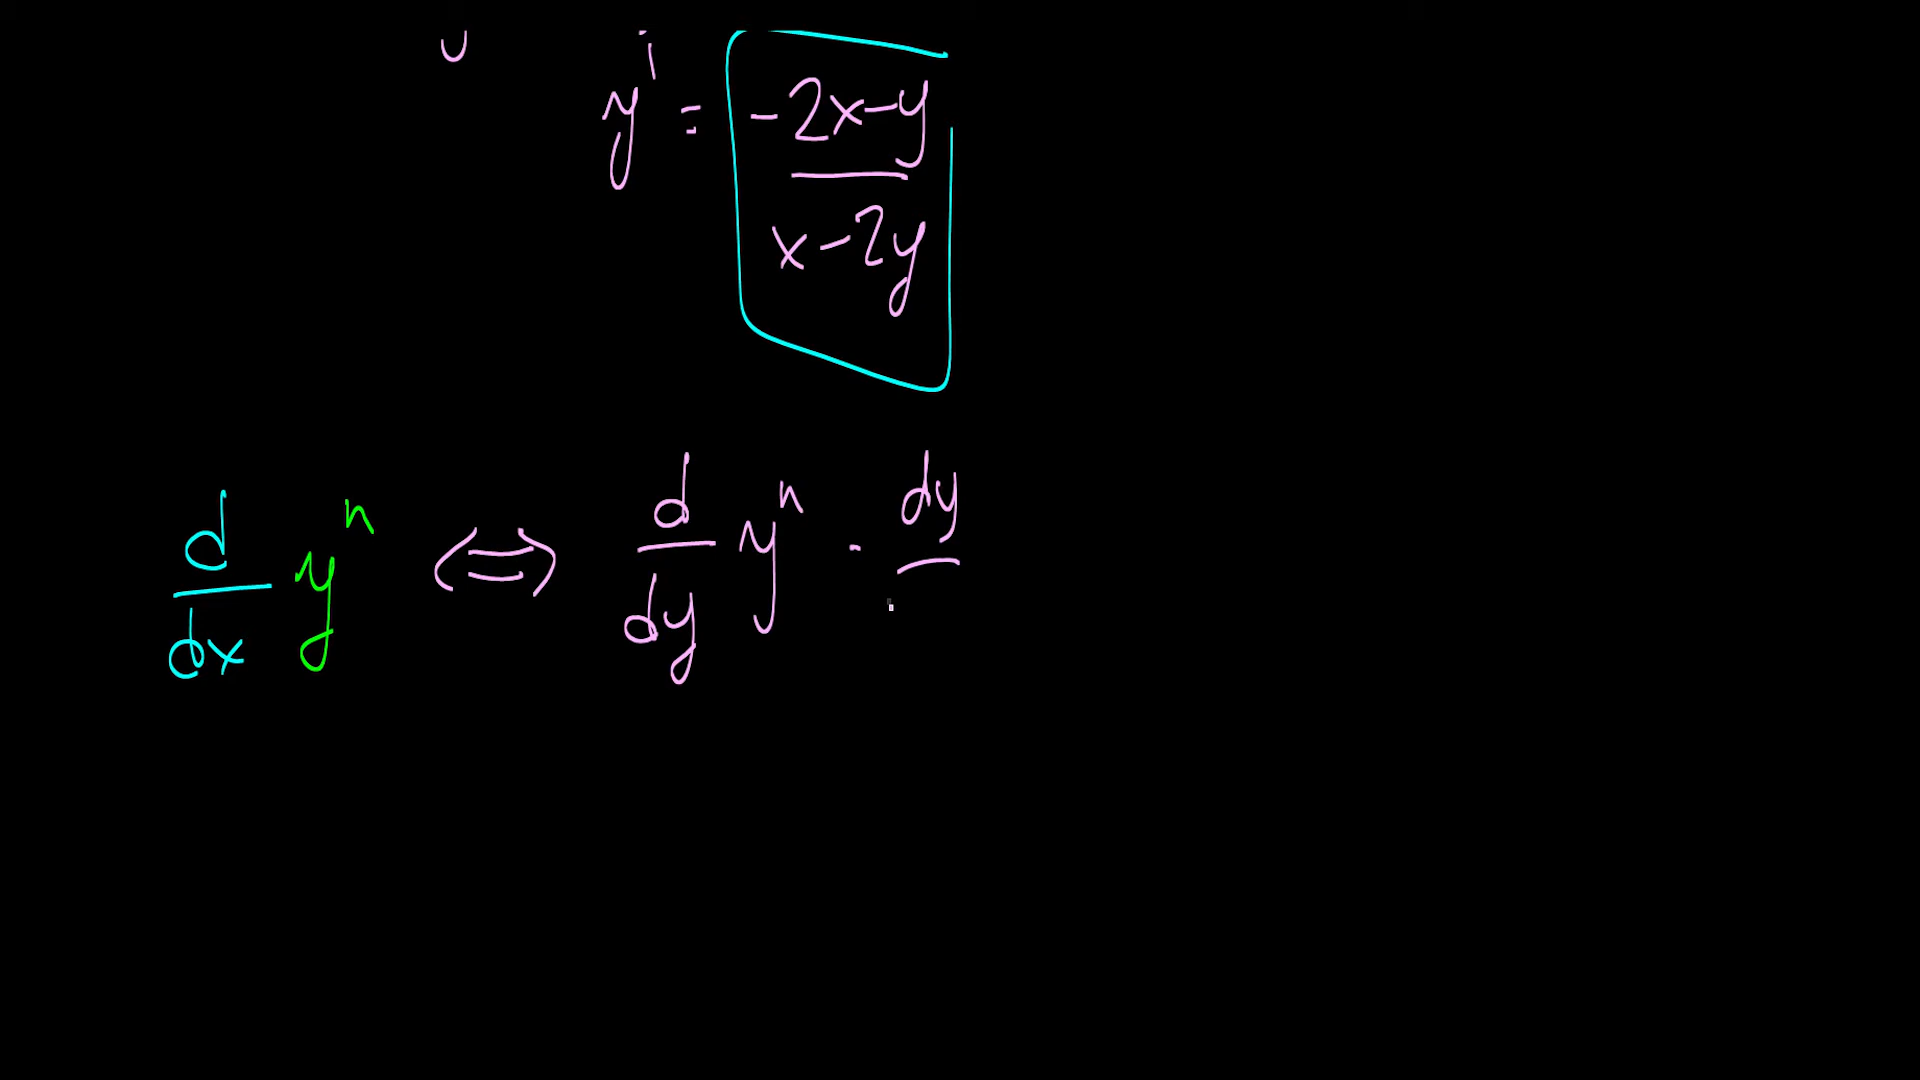 y' = -2x-y
x-2y
d/dx y^n ⟺ d/dy y^n · dy